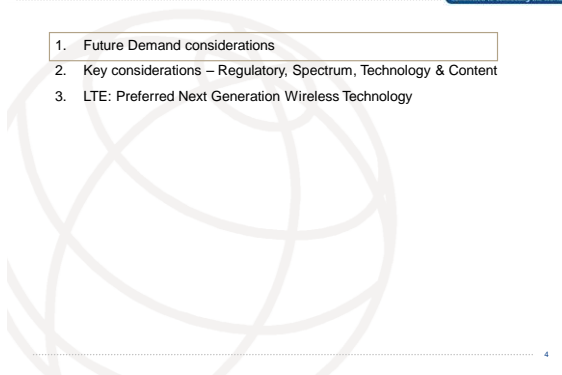 1. Future Demand considerations
2. Key considerations – Regulatory, Spectrum, Technology & Content
3. LTE: Preferred Next Generation Wireless Technology
4